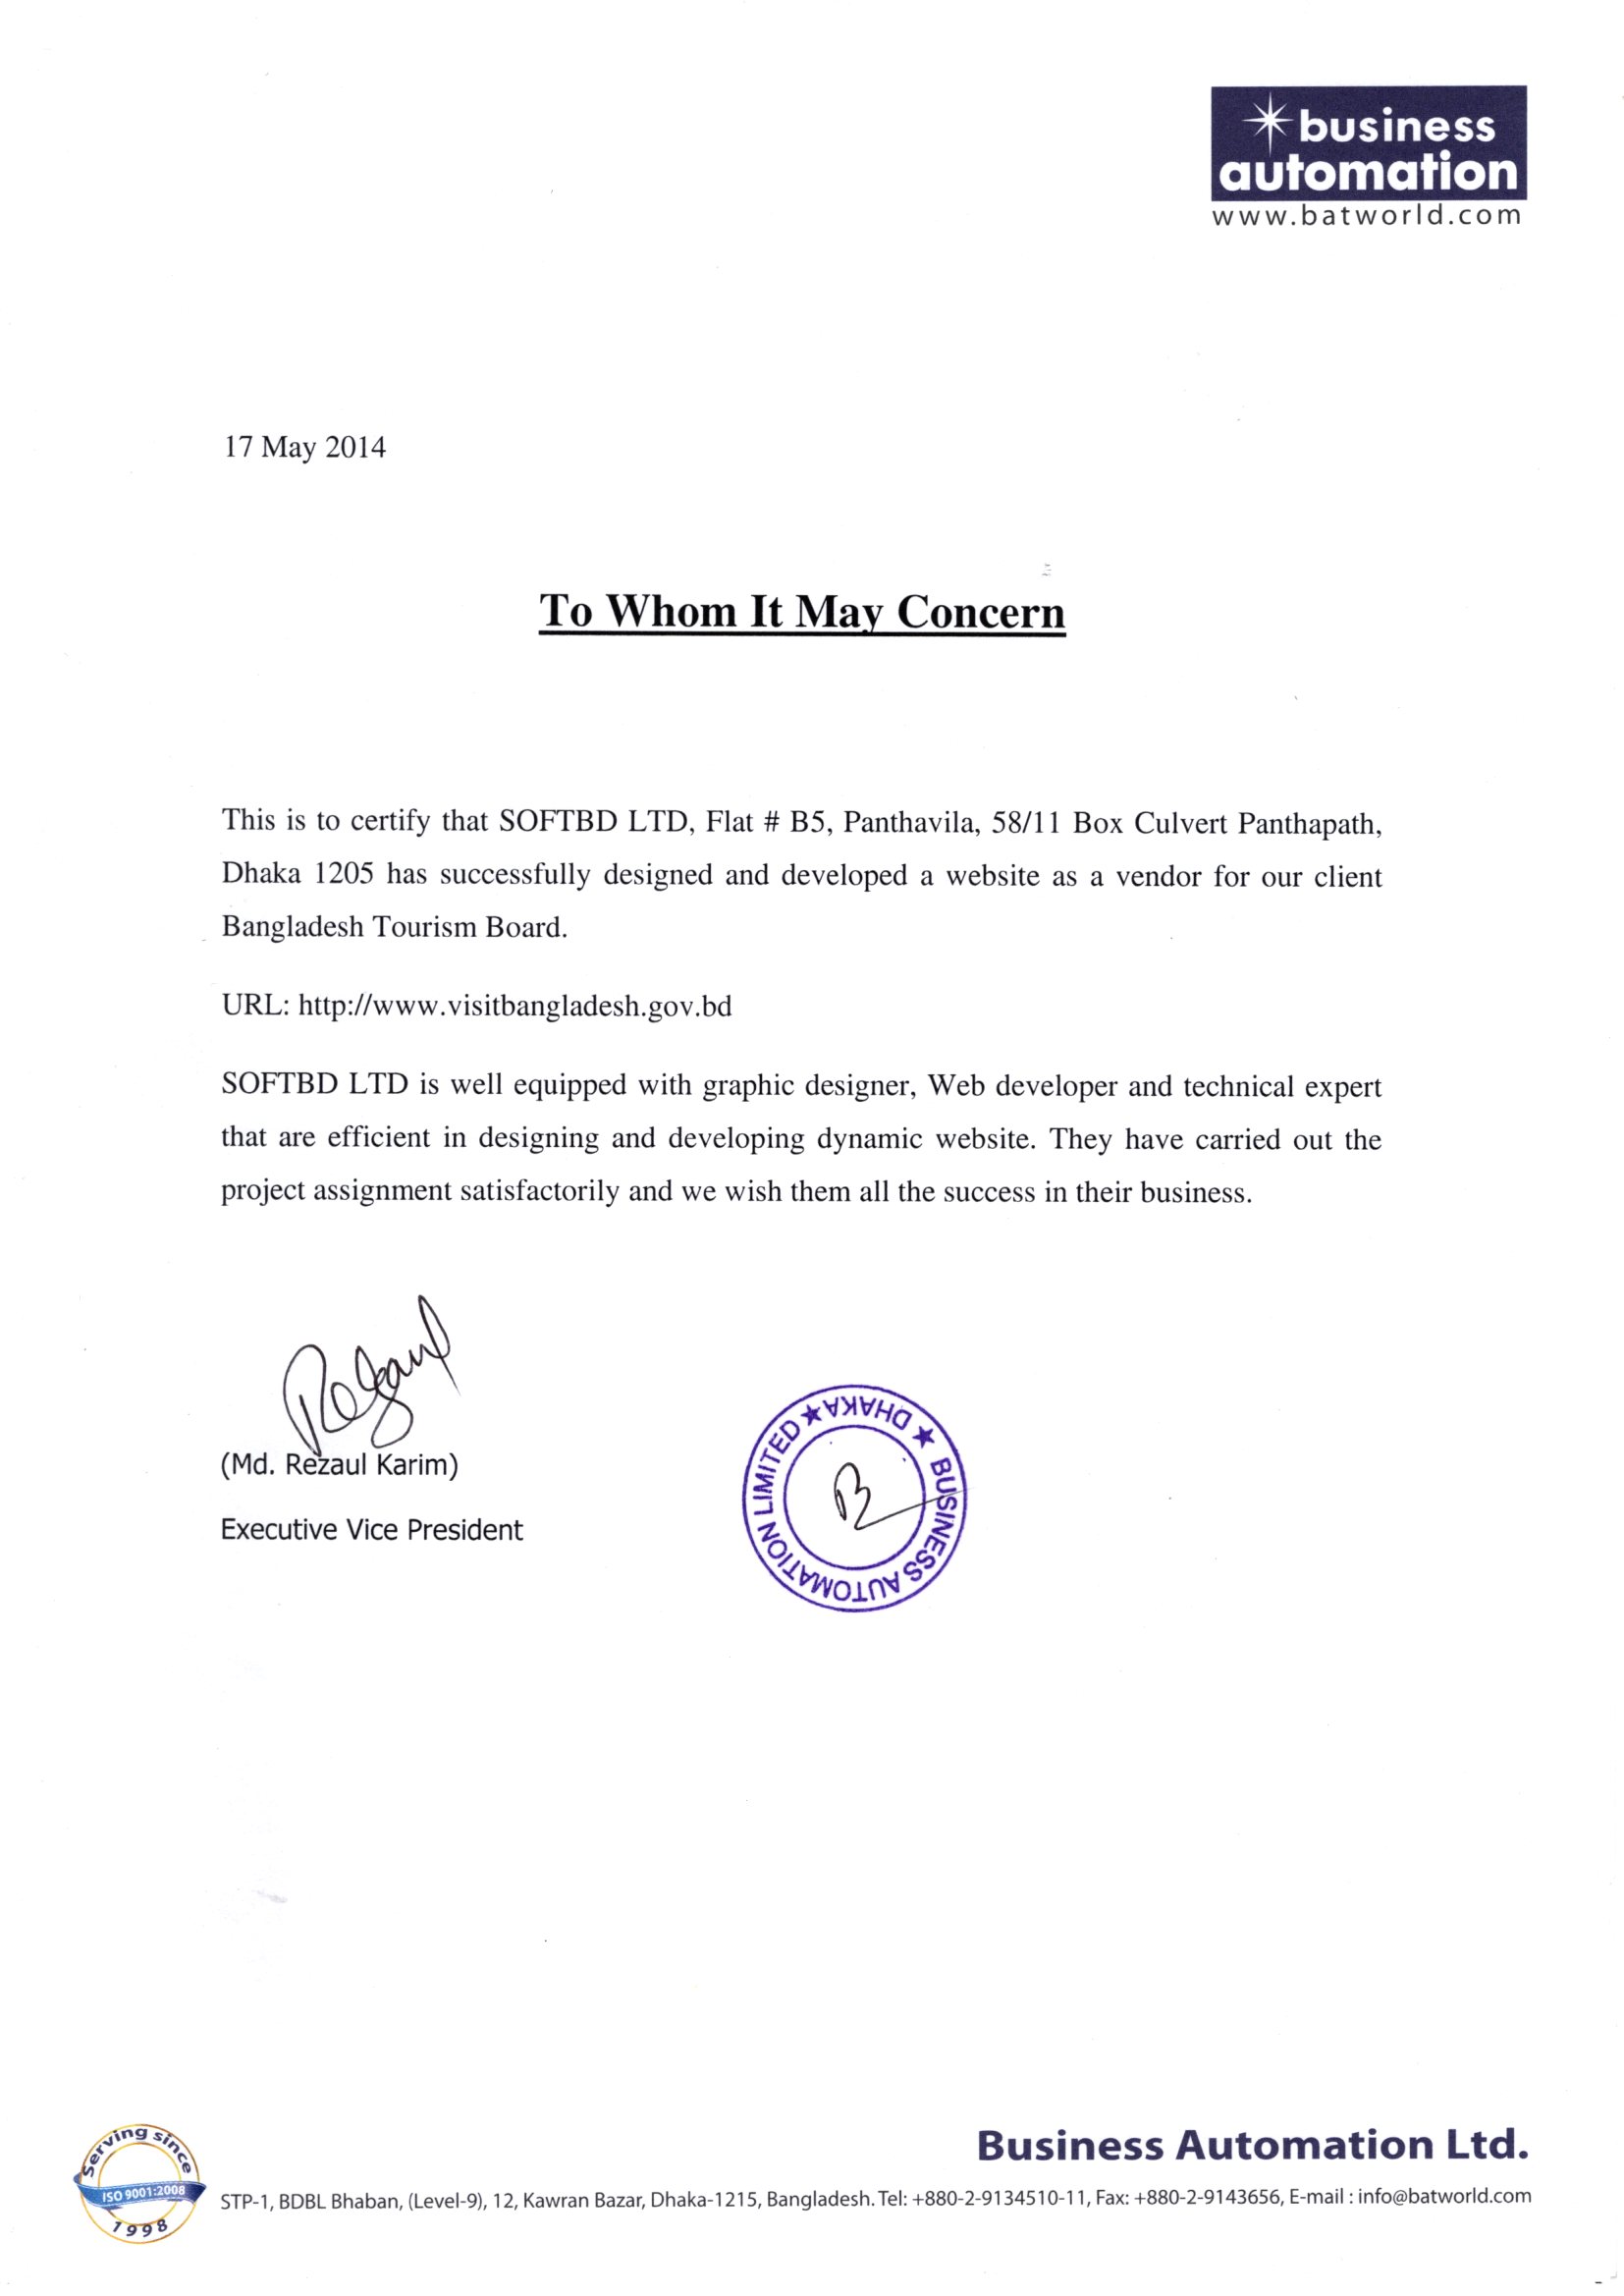 business
automation
www.batworld.com
17 May 2014
To Whom It May Concern
This is to certify that SOFTBD LTD, Flat # B5, Panthavila, 58/11 Box Culvert Panthapath,
Dhaka 1205 has successfully designed and developed a website as a vendor for our client
Bangladesh Tourism Board.
URL: http://www.visitbangladesh.gov.bd
SOFTBD LTD is well equipped with graphic designer, Web developer and technical expert
that are efficient in designing and developing dynamic website. They have carried out the
project assignment satisfactorily and we wish them all the success in their business.
Rezaul
(Md. Rezaul Karim)
Executive Vice President
BUSINESS AUTOMATION LIMITED ★ DHAKA ★
Business Automation Ltd.
Serving since
ISO 9001:2008
1998
STP-1, BDBL Bhaban, (Level-9), 12, Kawran Bazar, Dhaka-1215, Bangladesh. Tel: +880-2-9134510-11, Fax: +880-2-9143656, E-mail : info@batworld.com